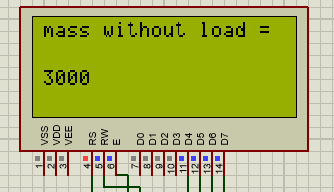 mass without load =
3000
VSS
VDD
VEE
RS
RW
E
D0
D1
D2
D3
D4
D5
D6
D7
1
2
3
4
5
6
7
8
9
10
11
12
13
14